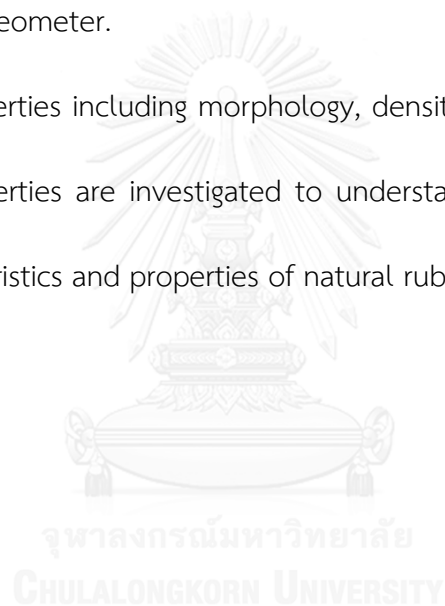 eometer.
erties including morphology, densit
erties are investigated to understa
ristics and properties of natural rub
จุฬาลงกรณ์มหาวิทยาลัย
CHULALONGKORN UNIVERSITY